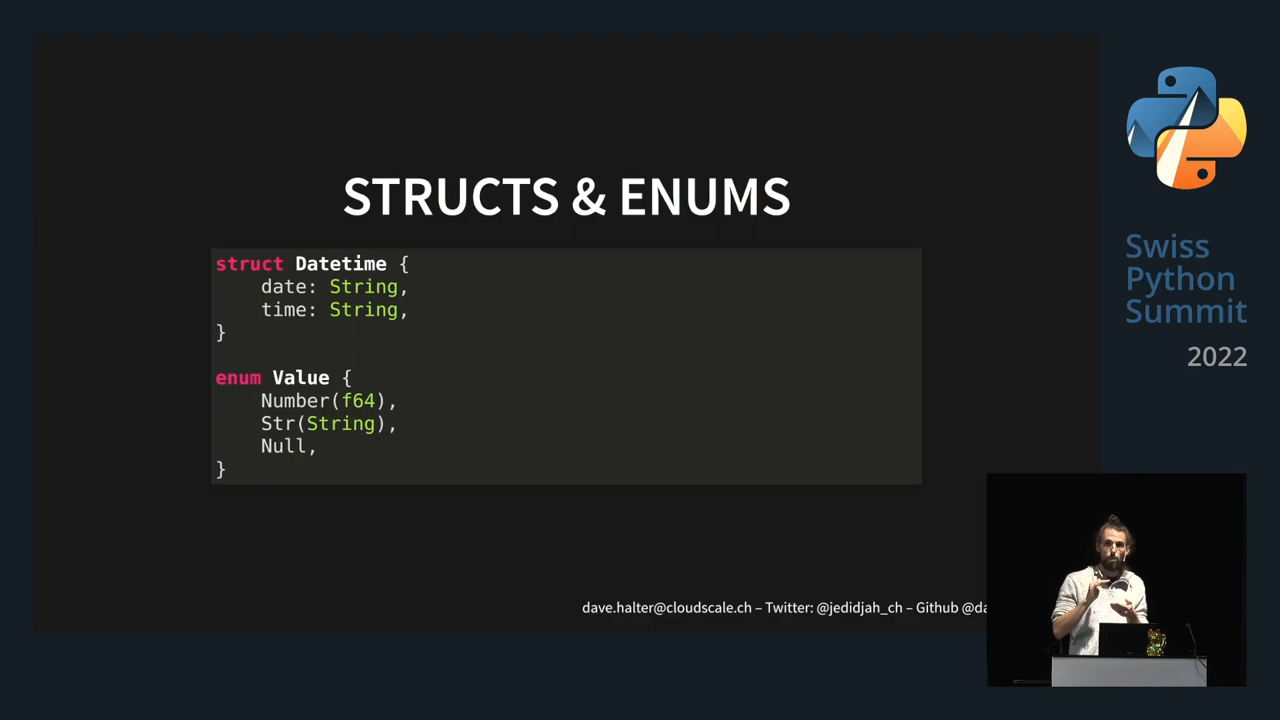 STRUCTS & ENUMS
struct Datetime {
    date: String,
    time: String,
}
enum Value {
    Number(f64),
    Str(String),
    Null,
}
dave.halter@cloudscale.ch – Twitter: @jedidjah_ch – Github @da
Swiss
Python
Summit
2022